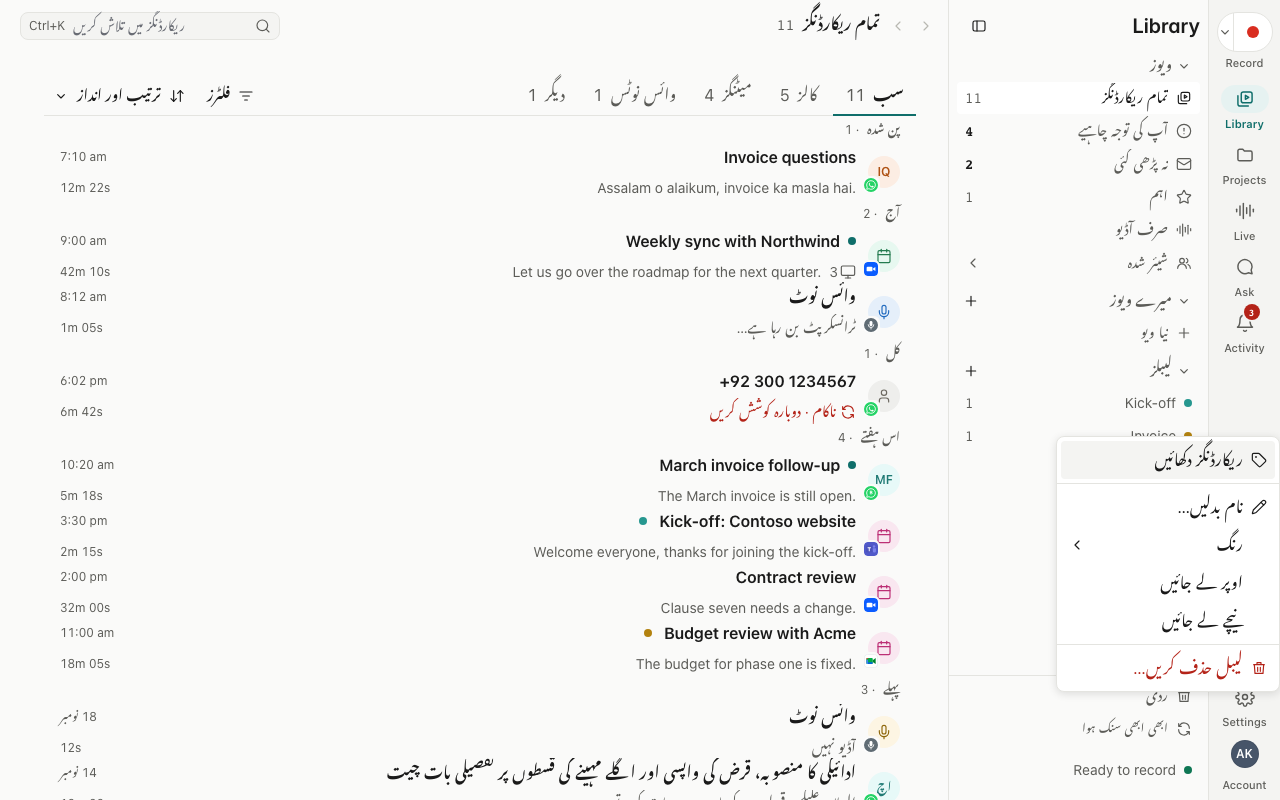 Record
Library
Projects
Live
Ask
3
Activity
Settings
AK
Account
Library
ویوز
تمام ریکارڈنگز 11
آپ کی توجہ چاہیے 4
نہ پڑھی گئی 2
اہم 1
صرف آڈیو
شیئر شدہ
میرے ویوز
نیا ویو
لیبلز
Kick-off 1
Invoice 1
ریکارڈنگز دکھائیں
نام بدلیں...
رنگ
اوپر لے جائیں
نیچے لے جائیں
لیبل حذف کریں...
ردی
ابھی ابھی سنک ہوا
Ready to record
تمام ریکارڈنگز 11
ریکارڈنگز میں تلاش کریں Ctrl+K
سب 11 کالز 5 میٹنگز 4 وائس نوٹس 1 دیگر 1
فلٹرز ترتیب اور انداز
پن شدہ · 1
IQ
Invoice questions 7:10 am
Assalam o alaikum, invoice ka masla hai. 12m 22s
آج · 2
Weekly sync with Northwind 9:00 am
Let us go over the roadmap for the next quarter. 3 42m 10s
وائس نوٹ 8:12 am
ٹرانسکرپٹ بن رہا ہے... 1m 05s
کل · 1
+92 300 1234567 6:02 pm
ناکام · دوبارہ کوشش کریں 6m 42s
اس ہفتے · 4
MF
March invoice follow-up 10:20 am
The March invoice is still open. 5m 18s
Kick-off: Contoso website 3:30 pm
Welcome everyone, thanks for joining the kick-off. 2m 15s
Contract review 2:00 pm
Clause seven needs a change. 32m 00s
Budget review with Acme 11:00 am
The budget for phase one is fixed. 18m 05s
پہلے · 3
وائس نوٹ 18 نومبر
آڈیو نہیں 12s
اچ
ادائیگی کا منصوبہ، قرض کی واپسی اور اگلے مہینے کی قسطوں پر تفصیلی بات چیت 14 نومبر